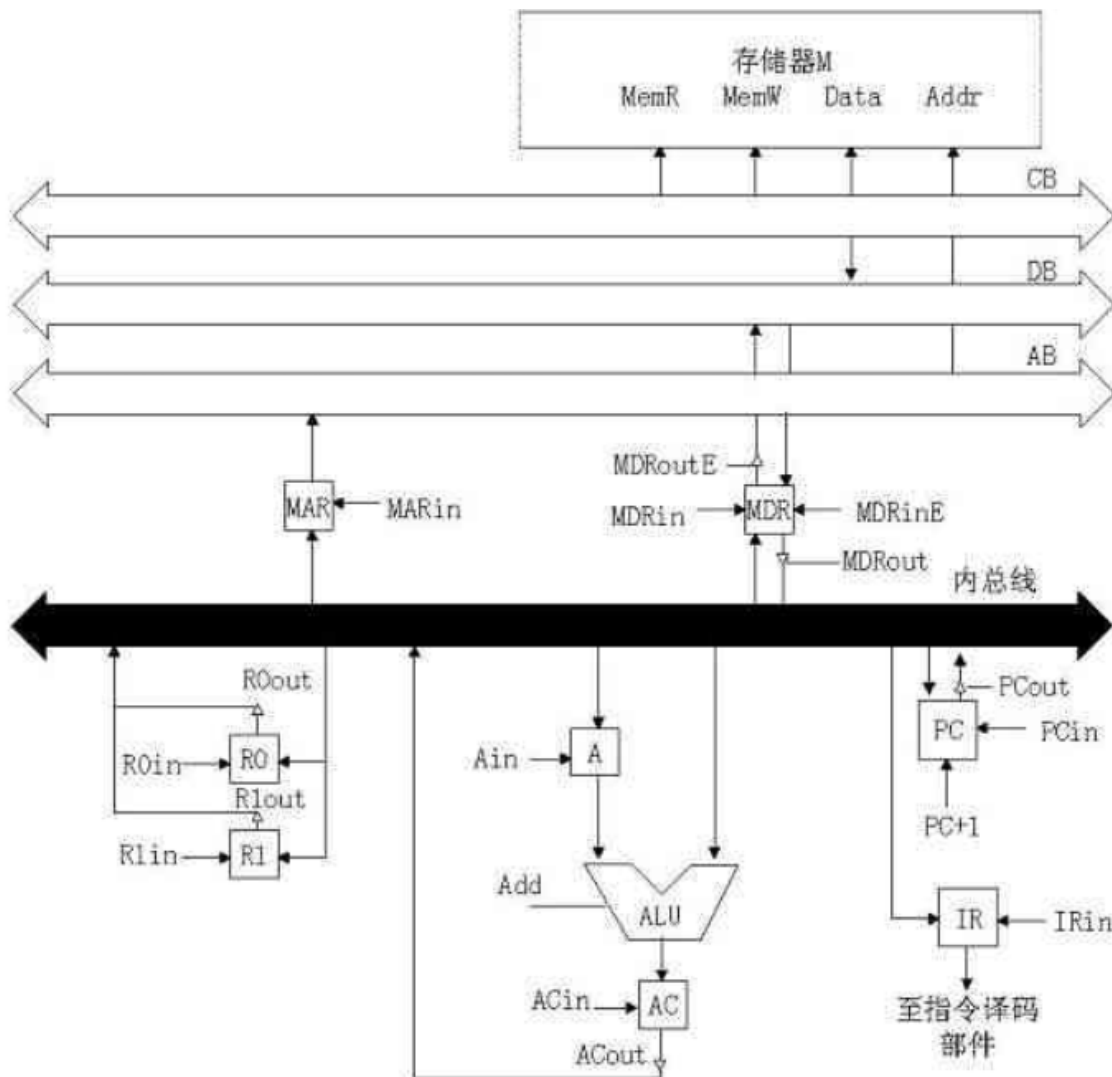 存储器M
MemR MemW Data Addr
CB
DB
AB
MDRoutE
MAR
MARin
MDRin
MDR
MDRinE
MDRout
内总线
R0out
PCout
R0in
R0
Ain
A
PC
PCin
R1out
PC+1
R1in
R1
Add
ALU
IR
IRin
ACin
AC
至指令译码
部件
ACout